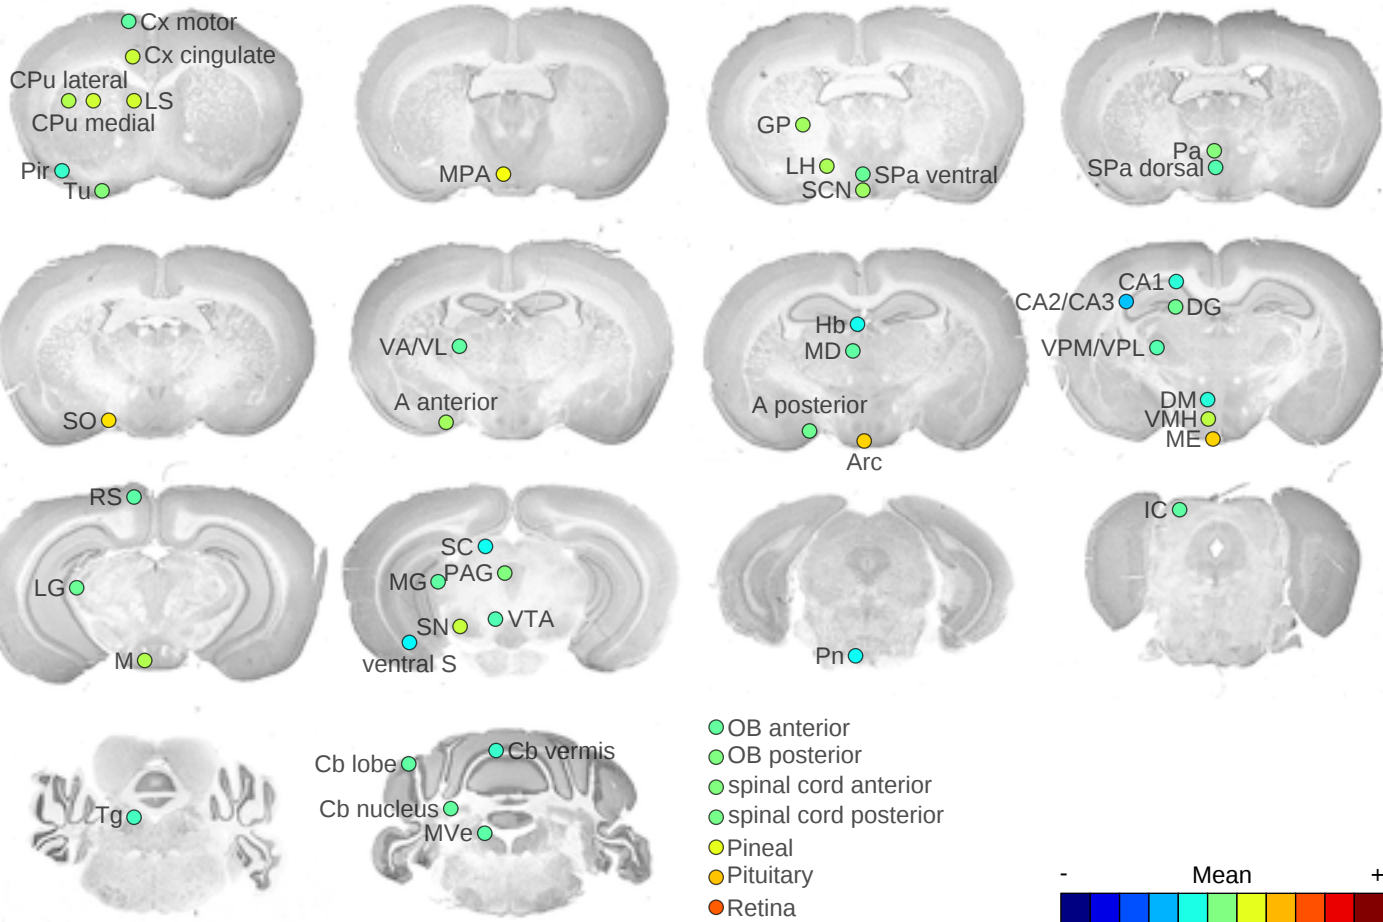 Cx motor
Cx cingulate
CPu lateral
LS
CPu medial
Pir
Tu
MPA
GP
LH
SPa ventral
SCN
Pa
SPa dorsal
SO
VA/VL
A anterior
Hb
MD
A posterior
Arc
CA1
CA2/CA3
DG
VPM/VPL
DM
VMH
ME
RS
LG
M
SC
MG
PAG
SN
VTA
ventral S
Pn
IC
Tg
Cb lobe
Cb vermis
Cb nucleus
MVe
OB anterior
OB posterior
spinal cord anterior
spinal cord posterior
Pineal
Pituitary
Retina
- Mean +